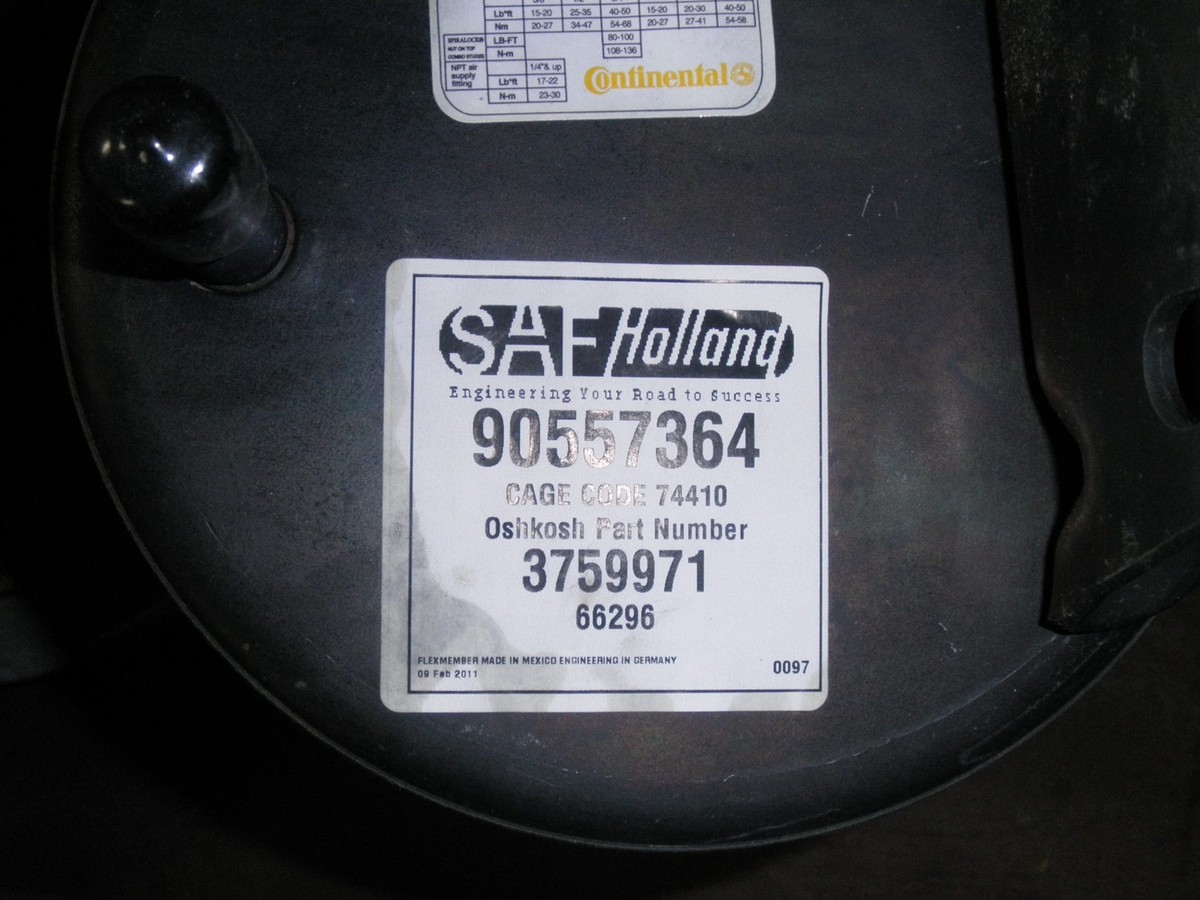 Lb*ft 15-20 25-35 40-50 15-20 20-30 40-50
Nm 20-27 34-47 54-68 20-27 27-41 54-58
LB-FT 80-100
N-m 108-136
NPT air supply fitting 1/4"& up
Lb*ft 17-22
N-m 23-30
Continental
SAF Holland
Engineering Your Road to Success
90557364
CAGE CODE 74410
Oshkosh Part Number
3759971
66296
FLEXMEMBER MADE IN MEXICO ENGINEERING IN GERMANY
09 Feb 2011
0097